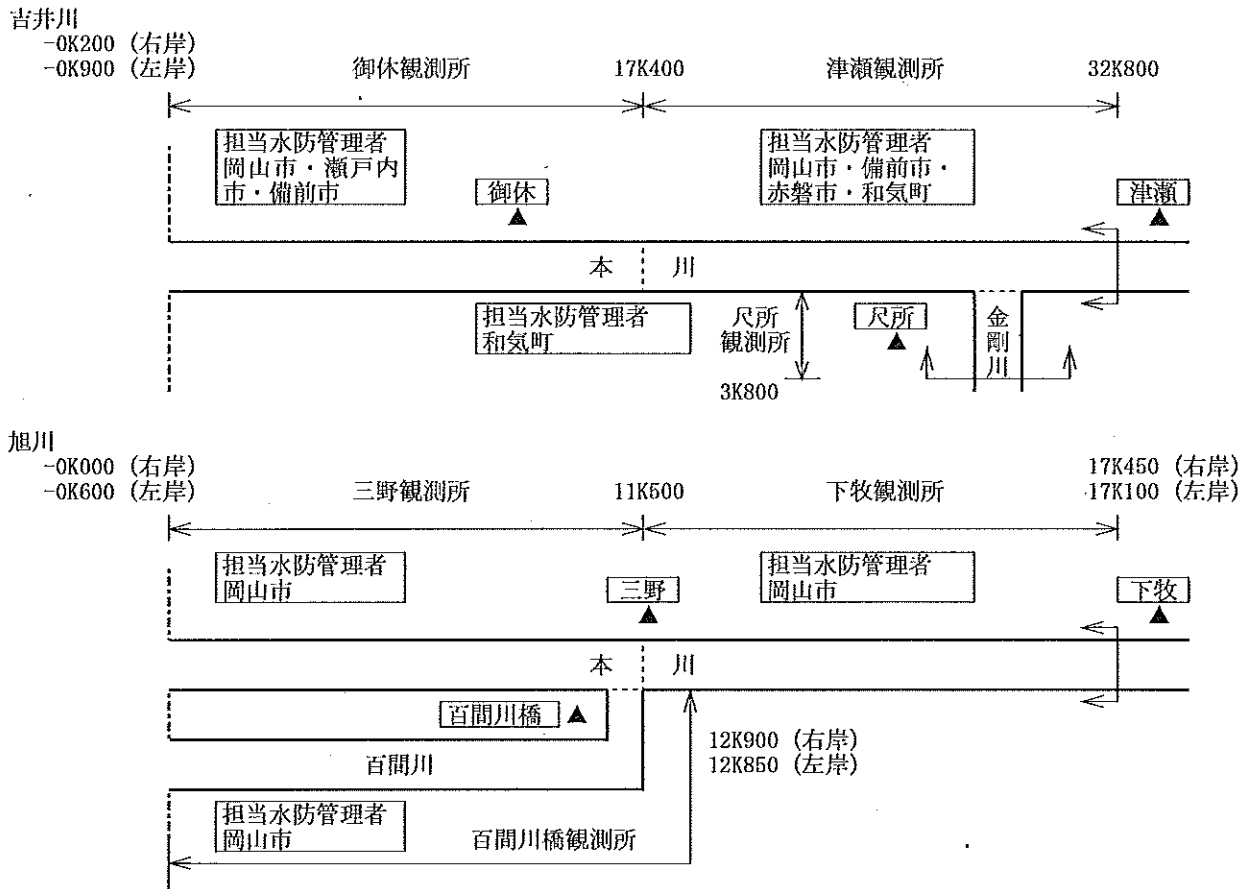 吉井川
-0K200 (右岸)
-0K900 (左岸)
御休観測所
17K400
津瀬観測所
32K800
担当水防管理者
岡山市・瀬戸内
市・備前市
御休
担当水防管理者
岡山市・備前市・
赤磐市・和気町
津瀬
本川
担当水防管理者
和気町
尺所
観測所
3K800
尺所
金剛川
旭川
-0K000 (右岸)
-0K600 (左岸)
三野観測所
11K500
下牧観測所
17K450 (右岸)
17K100 (左岸)
担当水防管理者
岡山市
三野
担当水防管理者
岡山市
下牧
本川
百間川橋
12K900 (右岸)
12K850 (左岸)
百間川
担当水防管理者
岡山市
百間川橋観測所